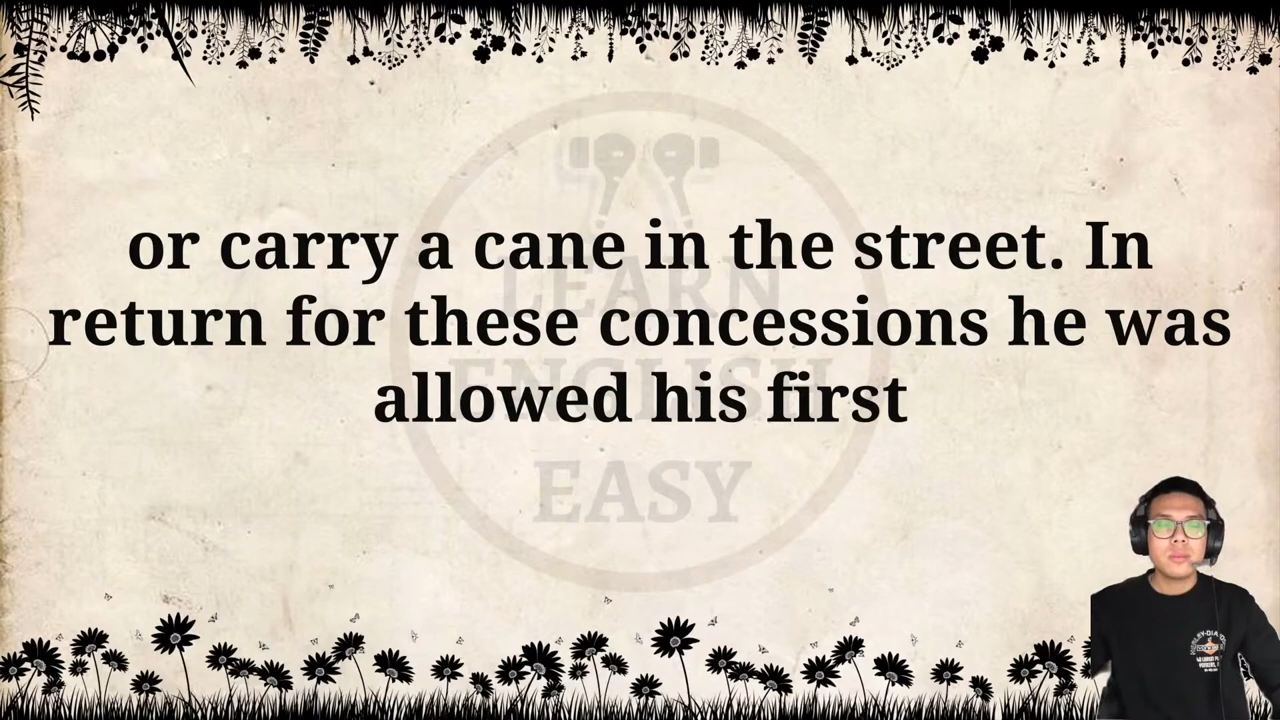 or carry a cane in the street. In
return for these concessions he was
allowed his first
LEARN
ENGLISH
EASY